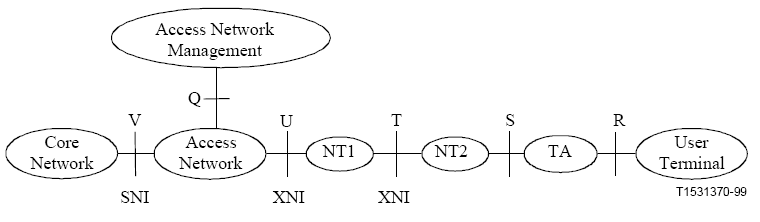 Access Network
Management
Q
V
U
T
S
R
Core
Network
Access
Network
NT1
NT2
TA
User
Terminal
SNI
XNI
XNI
T1531370-99